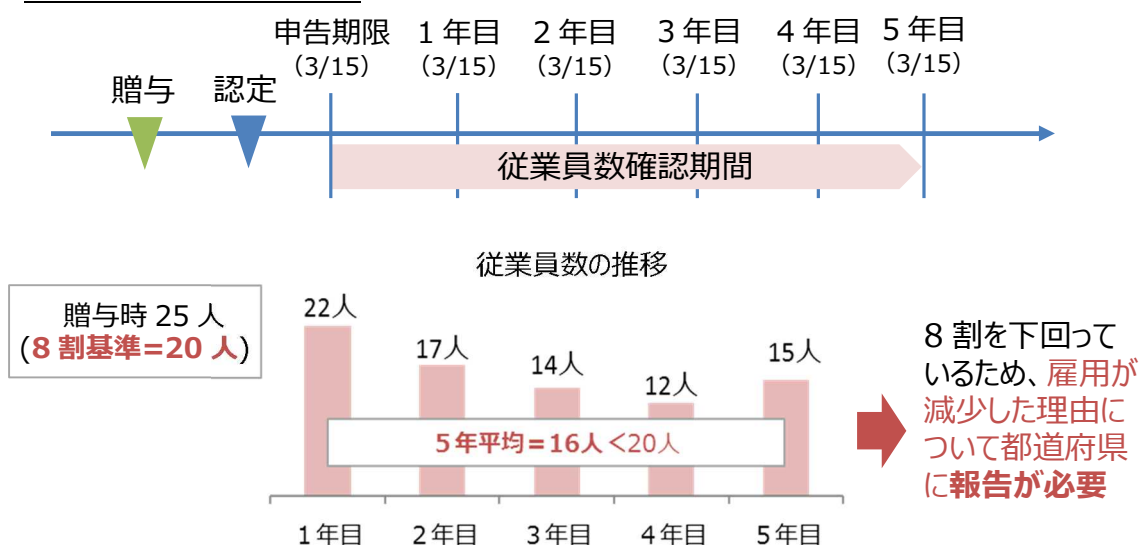 申告期限 1年目 2年目 3年目 4年目 5年目
(3/15) (3/15) (3/15) (3/15) (3/15) (3/15)
贈与 認定
従業員数確認期間
従業員数の推移
贈与時 25 人
(8 割基準=20 人)
22人
17人
14人
12人
15人
5年平均=16人<20人
1年目 2年目 3年目 4年目 5年目
8 割を下回って
いるため、雇用が
減少した理由に
ついて都道府県
に報告が必要